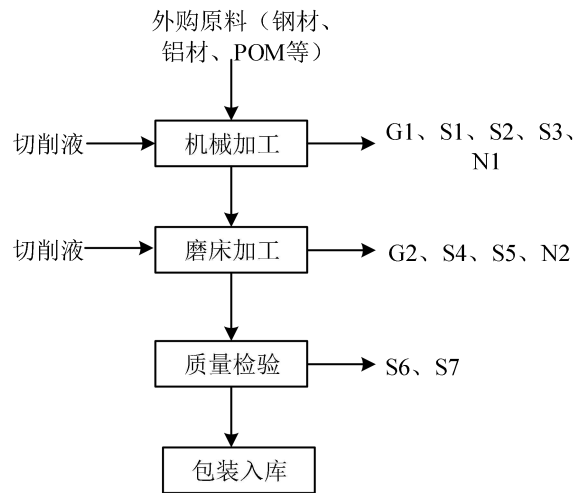 外购原料（钢材、
铝材、POM等）
切削液
机械加工
G1、S1、S2、S3、
N1
切削液
磨床加工
G2、S4、S5、N2
质量检验
S6、S7
包装入库